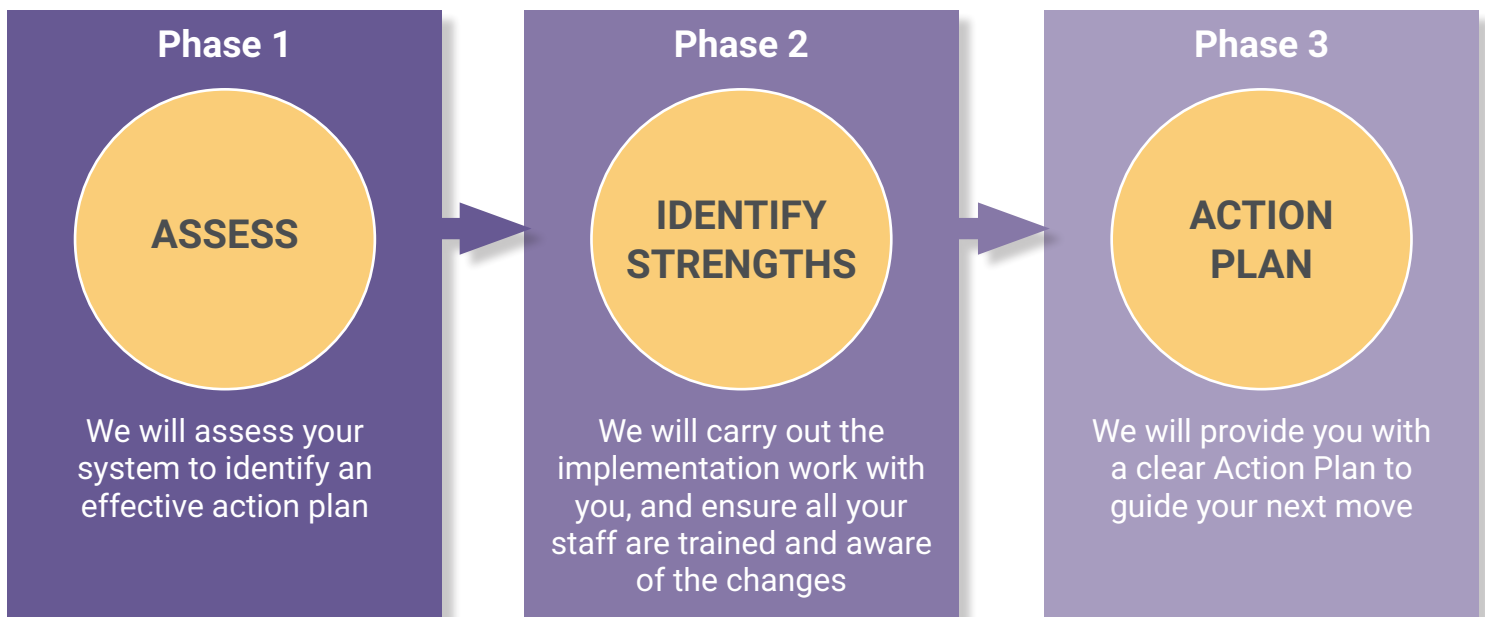 Phase 1
ASSESS
We will assess your
system to identify an
effective action plan
Phase 2
IDENTIFY
STRENGTHS
We will carry out the
implementation work with
you, and ensure all your
staff are trained and aware
of the changes
Phase 3
ACTION
PLAN
We will provide you with
a clear Action Plan to
guide your next move